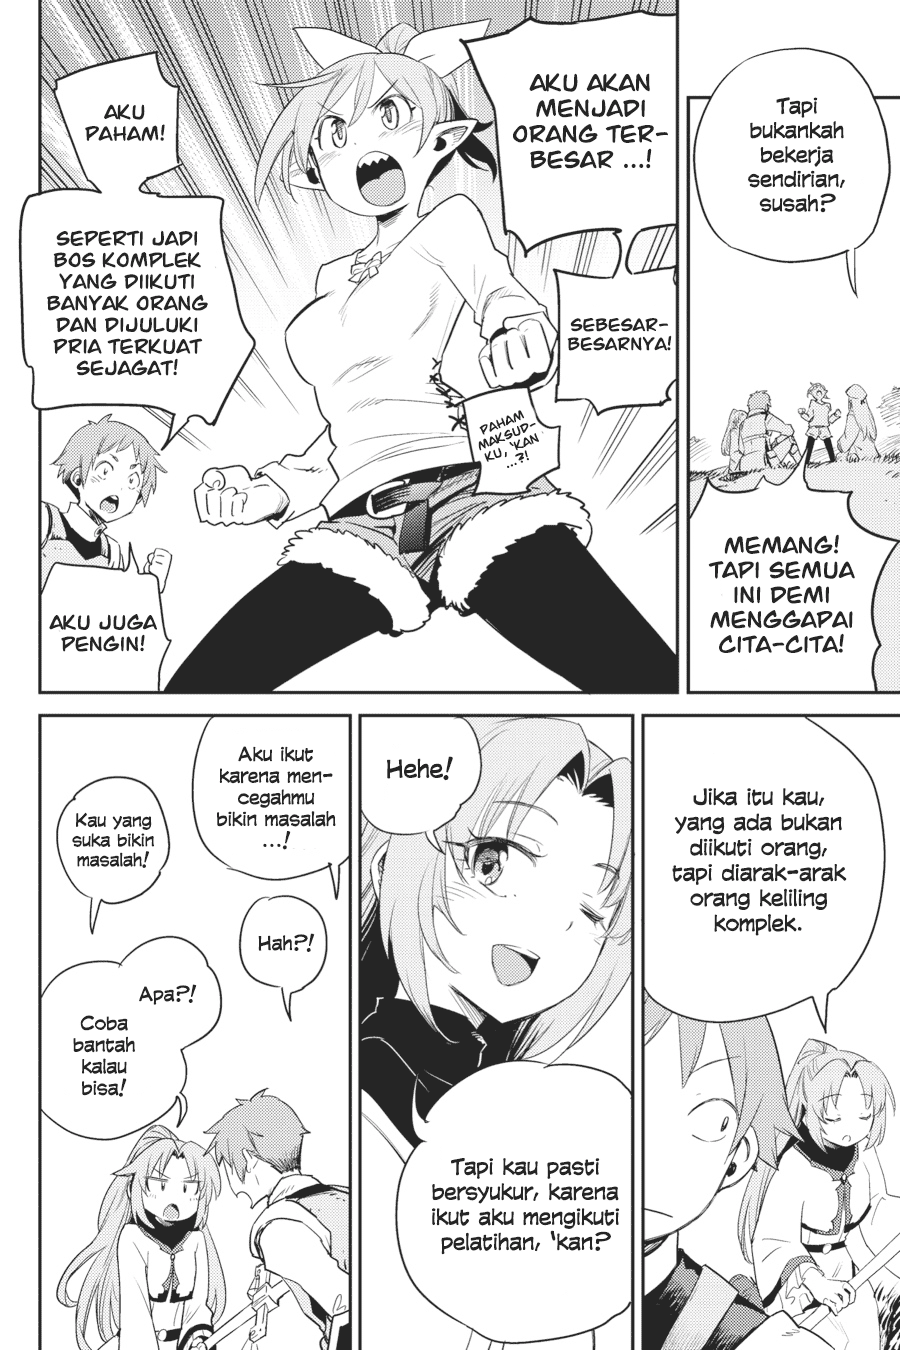 Tapi
bukankah
bekerja
sendirian,
susah?
MEMANG!
TAPI SEMUA
INI DEMI
MENGGAPAI
CITA-CITA!
AKU AKAN
MENJADI
ORANG TER-
BESAR ...!
SEBESAR-
BESARNYA!
PAHAM
MAKSUD-
KU, 'KAN
...?!
AKU
PAHAM!
SEPERTI JADI
BOS KOMPLEK
YANG DIIKUTI
BANYAK ORANG
DAN DIJULUKI
PRIA TERKUAT
SEJAGAT!
AKU JUGA
PENGIN!
Jika itu kau,
yang ada bukan
diikuti orang,
tapi diarak-arak
orang keliling
komplek.
Hehe!
Tapi kau pasti
bersyukur, karena
ikut aku mengikuti
pelatihan, 'kan?
Aku ikut
karena men-
cegahmu
bikin masalah
...!
Kau yang
suka bikin
masalah!
Hah?!
Apa?!
Coba
bantah
kalau
bisa!